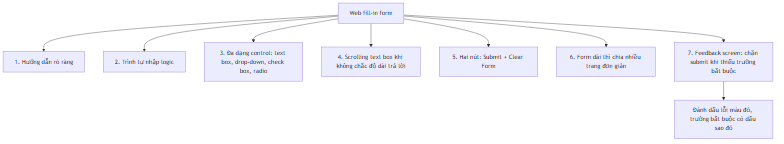 Web fill-in form
1. Hướng dẫn rõ ràng
2. Trình tự nhập logic
3. Đa dạng control: text
box, drop-down, check
box, radio
4. Scrolling text box khi
không chắc độ dài trả lời
5. Hai nút: Submit + Clear
Form
6. Form dài thì chia nhiều
trang đơn giản
7. Feedback screen: chặn
submit khi thiếu trường
bắt buộc
Đánh dấu lỗi màu đỏ,
trường bắt buộc có dấu
sao đỏ